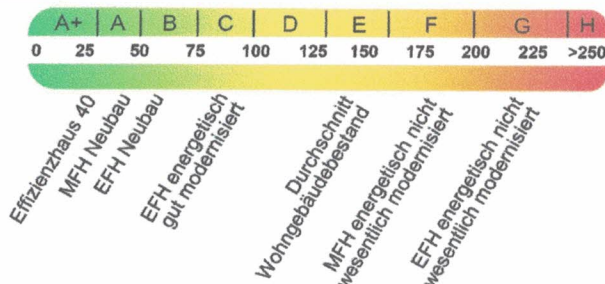 A+ A B C D E F G H
0 25 50 75 100 125 150 175 200 225 >250
Effizienzhaus 40
MFH Neubau
EFH Neubau
EFH energetisch
gut modernisiert
Durchschnitt
Wohngebäudebestand
MFH energetisch nicht
wesentlich modernisiert
EFH energetisch nicht
wesentlich modernisiert